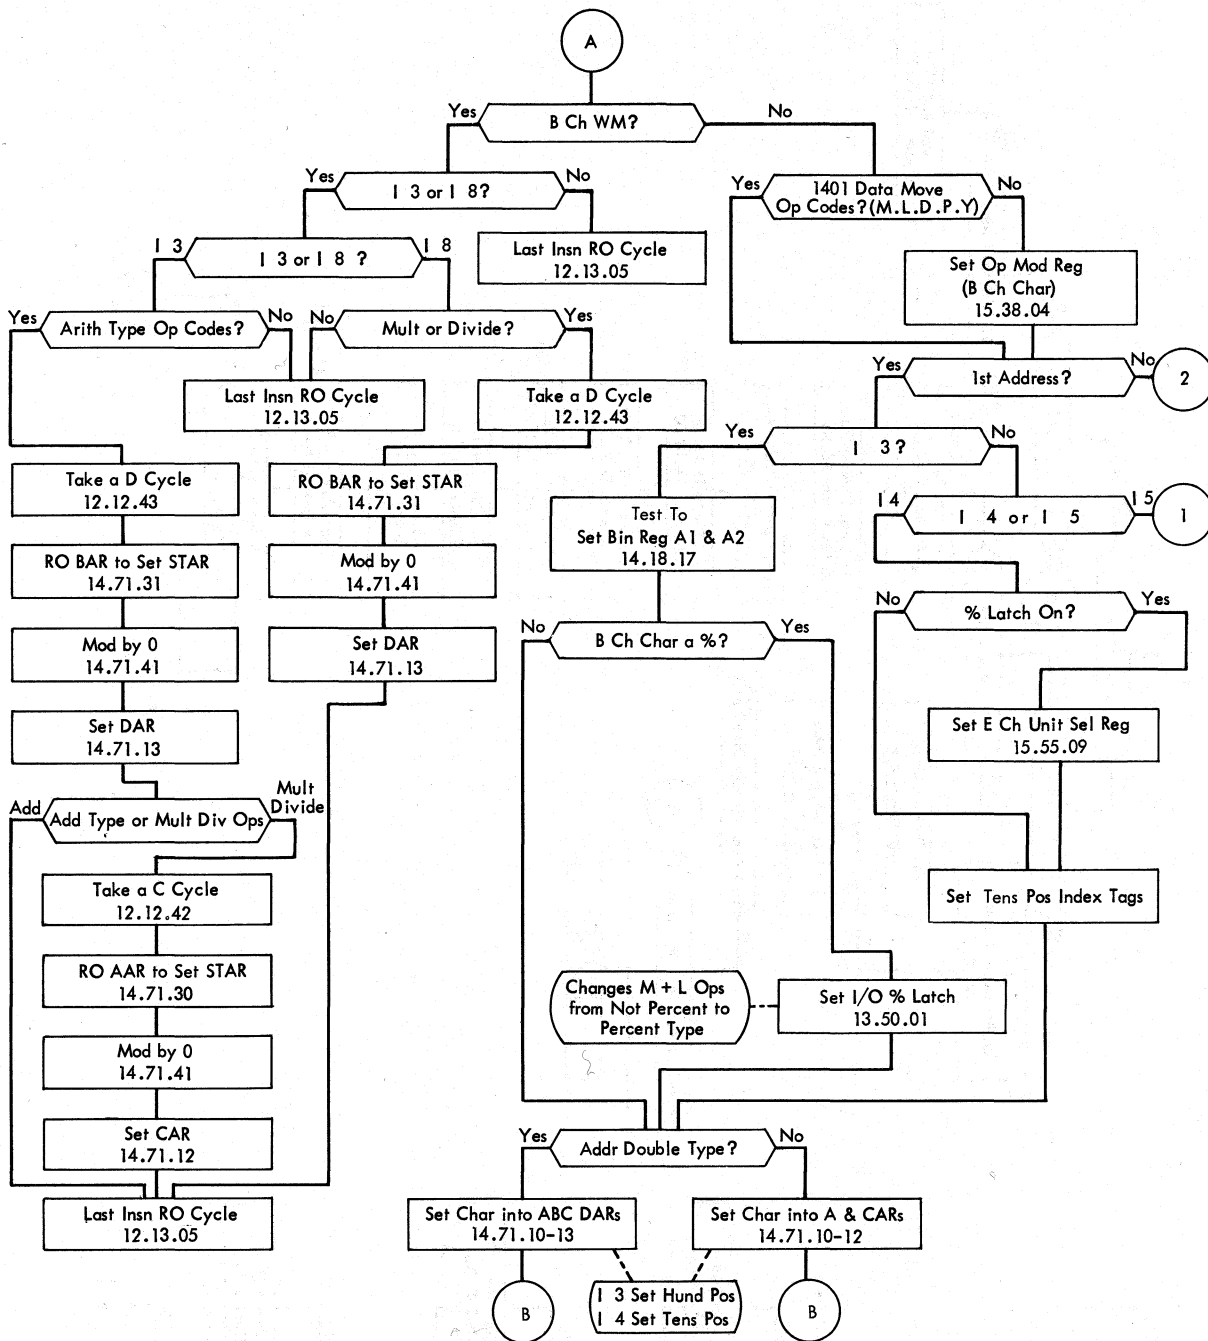 A
B Ch WM?
Yes
No
I 3 or I 8?
Yes
No
1401 Data Move
Op Codes? (M.L.D.P.Y)
Yes
No
I 3 or I 8 ?
I 3
I 8
Last Insn RO Cycle
12.13.05
Set Op Mod Reg
(B Ch Char)
15.38.04
Arith Type Op Codes?
Yes
No
Mult or Divide?
No
Yes
Last Insn RO Cycle
12.13.05
Take a D Cycle
12.12.43
1st Address?
Yes
No
2
I 3?
Yes
No
Take a D Cycle
12.12.43
RO BAR to Set STAR
14.71.31
Test To
Set Bin Reg A1 & A2
14.18.17
I 4 or I 5
I 4
I 5
1
RO BAR to Set STAR
14.71.31
Mod by 0
14.71.41
% Latch On?
No
Yes
Mod by 0
14.71.41
Set DAR
14.71.13
B Ch Char a %?
No
Yes
Set DAR
14.71.13
Set E Ch Unit Sel Reg
15.55.09
Add Type or Mult Div Ops
Add
Mult
Divide
Take a C Cycle
12.12.42
Set Tens Pos Index Tags
RO AAR to Set STAR
14.71.30
Changes M + L Ops
from Not Percent to
Percent Type
Set I/O % Latch
13.50.01
Mod by 0
14.71.41
Set CAR
14.71.12
Addr Double Type?
Yes
No
Last Insn RO Cycle
12.13.05
Set Char into ABC DARs
14.71.10-13
Set Char into A & CARs
14.71.10-12
B
I 3 Set Hund Pos
I 4 Set Tens Pos
B